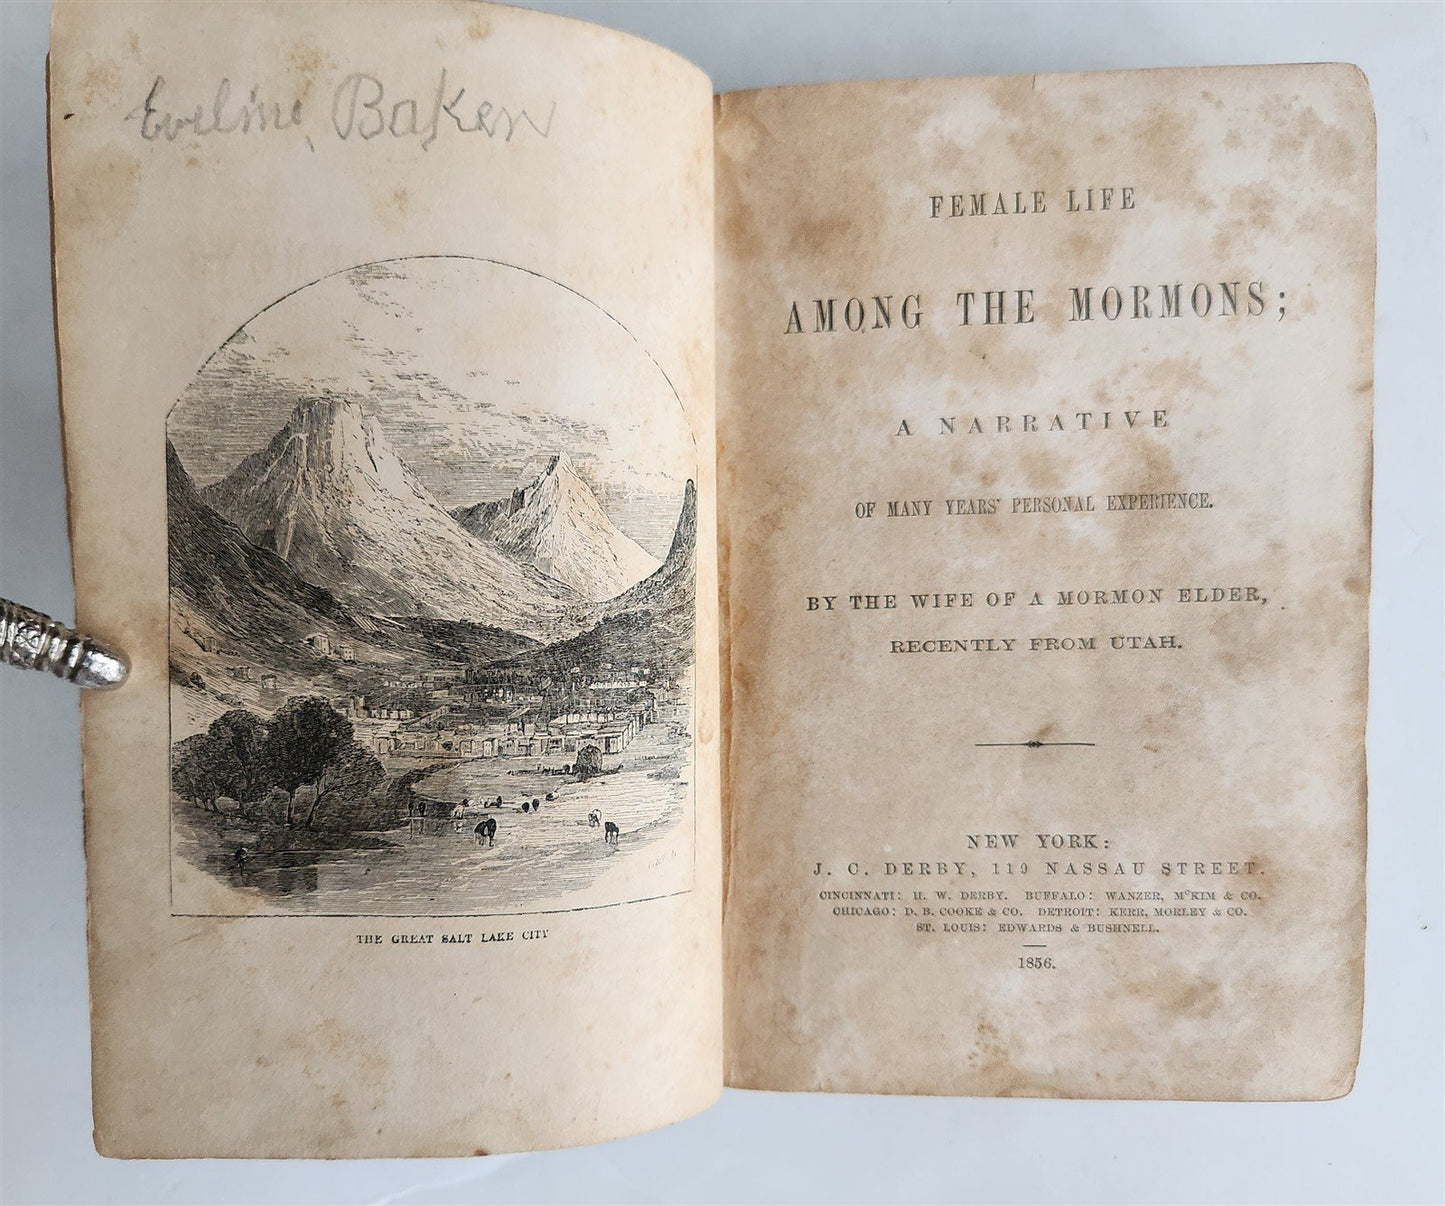 Eveline Baker
THE GREAT SALT LAKE CITY
FEMALE LIFE
AMONG THE MORMONS;
A NARRATIVE
OF MANY YEARS' PERSONAL EXPERIENCE.
BY THE WIFE OF A MORMON ELDER,
RECENTLY FROM UTAH.
NEW YORK:
J. C. DERBY, 119 NASSAU STREET.
CINCINNATI: H. W. DERBY. BUFFALO: WANZER, McKIM & CO.
CHICAGO: D. B. COOKE & CO. DETROIT: KERR, MORLEY & CO.
ST. LOUIS: EDWARDS & BUSHNELL.
1856.